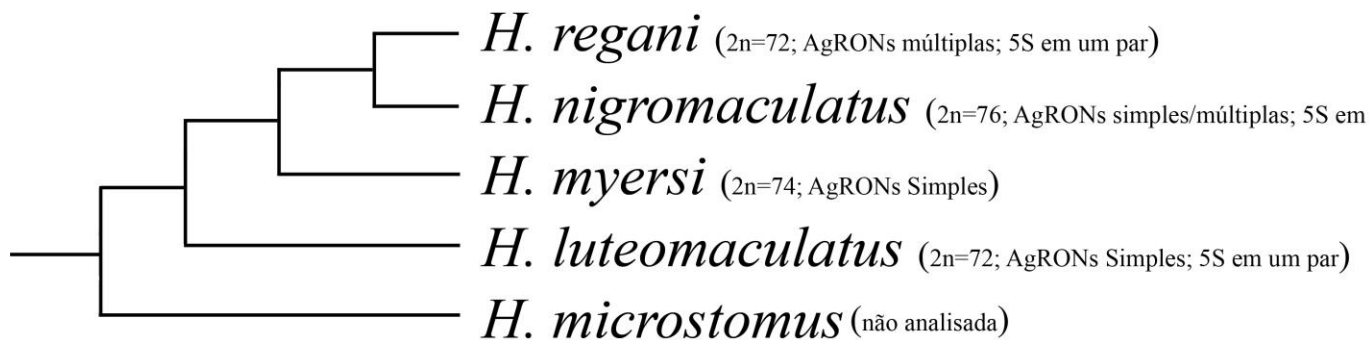 H. regani (2n=72; AgRONs múltiplas; 5S em um par)
H. nigromaculatus (2n=76; AgRONs simples/múltiplas; 5S em
H. myersi (2n=74; AgRONs Simples)
H. luteomaculatus (2n=72; AgRONs Simples; 5S em um par)
H. microstomus (não analisada)